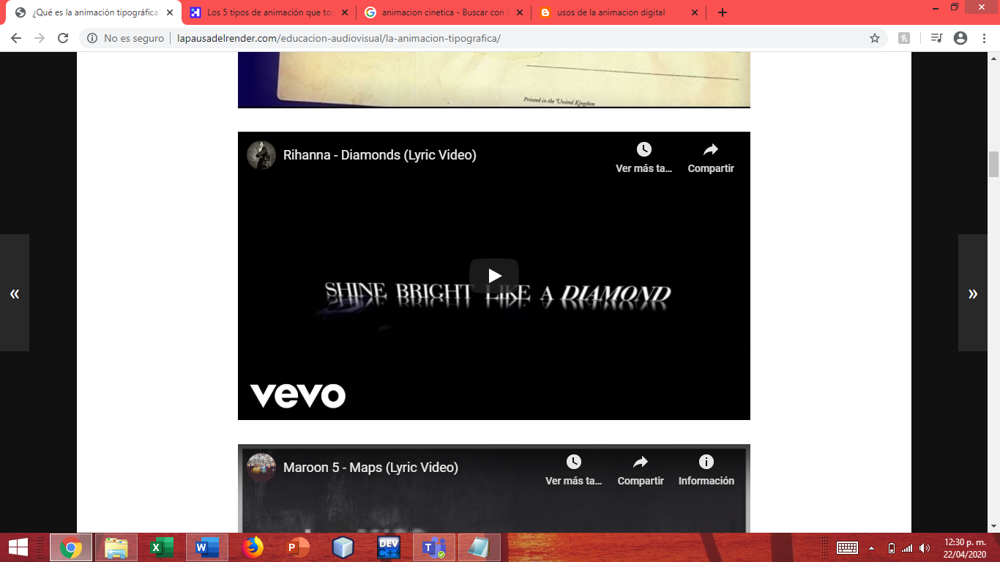 ¿Qué es la animación tipográfica
Los 5 tipos de animación que tod
animacion cinetica - Buscar con G
usos de la animacion digital
No es seguro
lapausadelrender.com/educacion-audiovisual/la-animacion-tipografica/
Printed in the United Kingdom
Rihanna - Diamonds (Lyric Video)
Ver más ta...
Compartir
«
»
SHINE BRIGHT LIKE A DIAMOND
vevo
Maroon 5 - Maps (Lyric Video)
Ver más ta...
Compartir
Información
DEV
C++
12:30 p. m.
22/04/2020